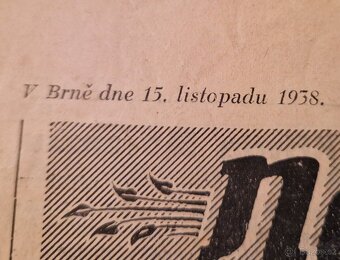 V Brně dne 15. listopadu 1938.